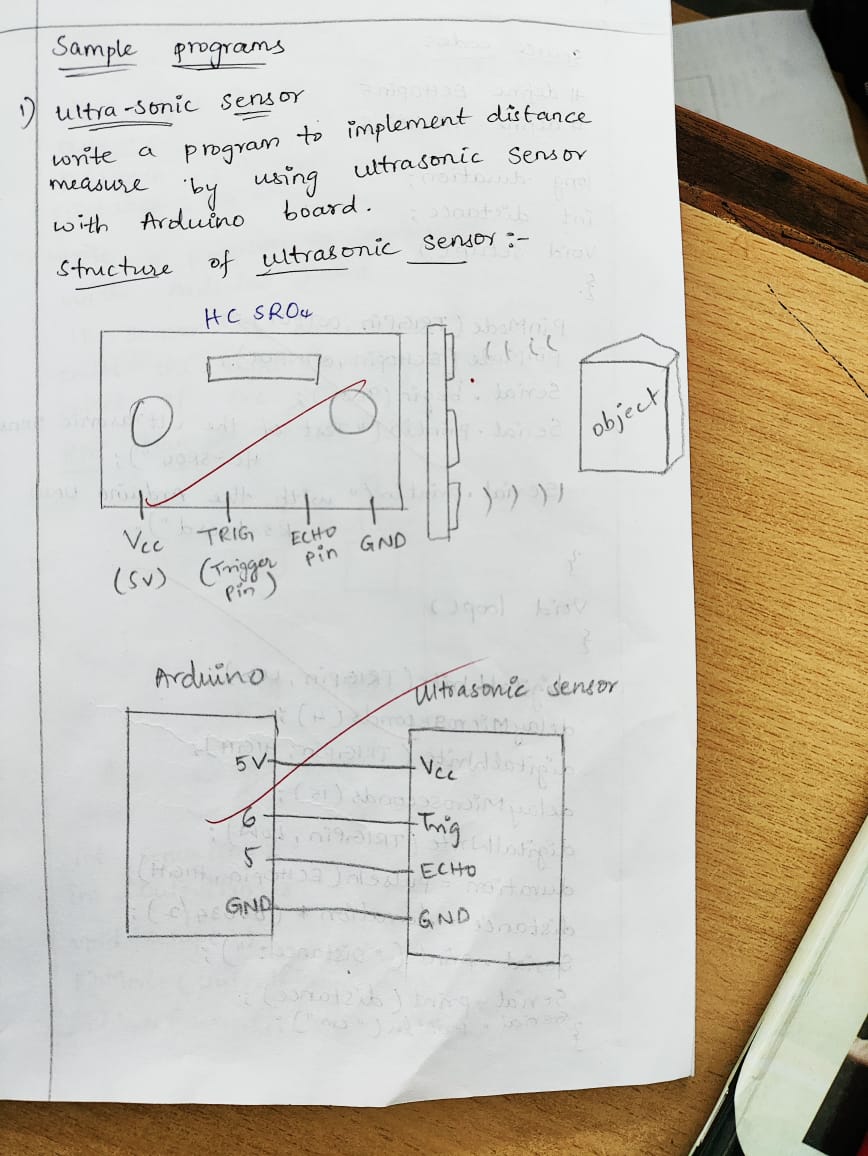 Sample programs
1) Ultra-sonic sensor
write a program to implement distance
measure by using ultrasonic sensor
with Arduino board.
structure of ultrasonic sensor :-
HC SR04
object
Vcc TRIG ECHO GND
(5V) (Trigger pin) pin
Arduino
Ultrasonic sensor
5V Vcc
6 Trig
5 ECHO
GND GND